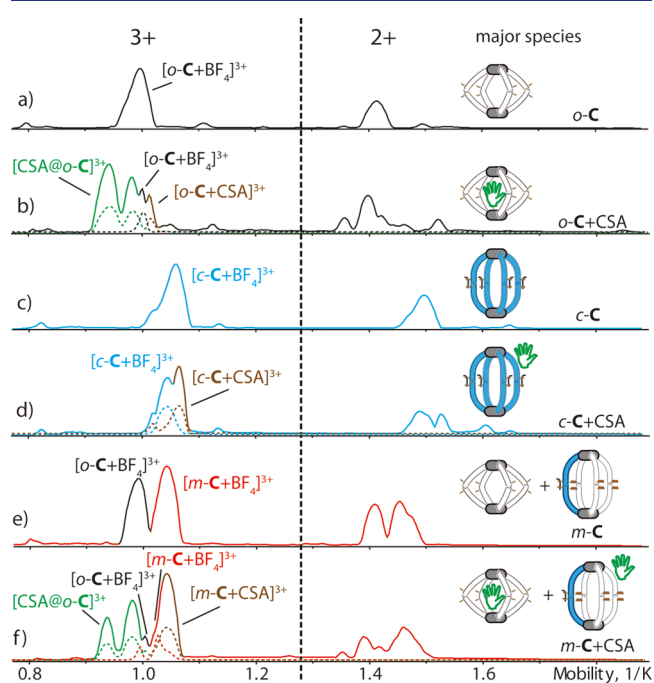 3+ 2+ major species
[o-C+BF4]3+
a) o-C
[o-C+BF4]3+
[CSA@o-C]3+
[o-C+CSA]3+
b) o-C+CSA
[c-C+BF4]3+
c) c-C
[c-C+BF4]3+
[c-C+CSA]3+
d) c-C+CSA
[o-C+BF4]3+
[m-C+BF4]3+
+
e) m-C
[m-C+BF4]3+
[o-C+BF4]3+
[m-C+CSA]3+
[CSA@o-C]3+
+
f) m-C+CSA
0.8 1.0 1.2 1.4 1.6 Mobility, 1/K